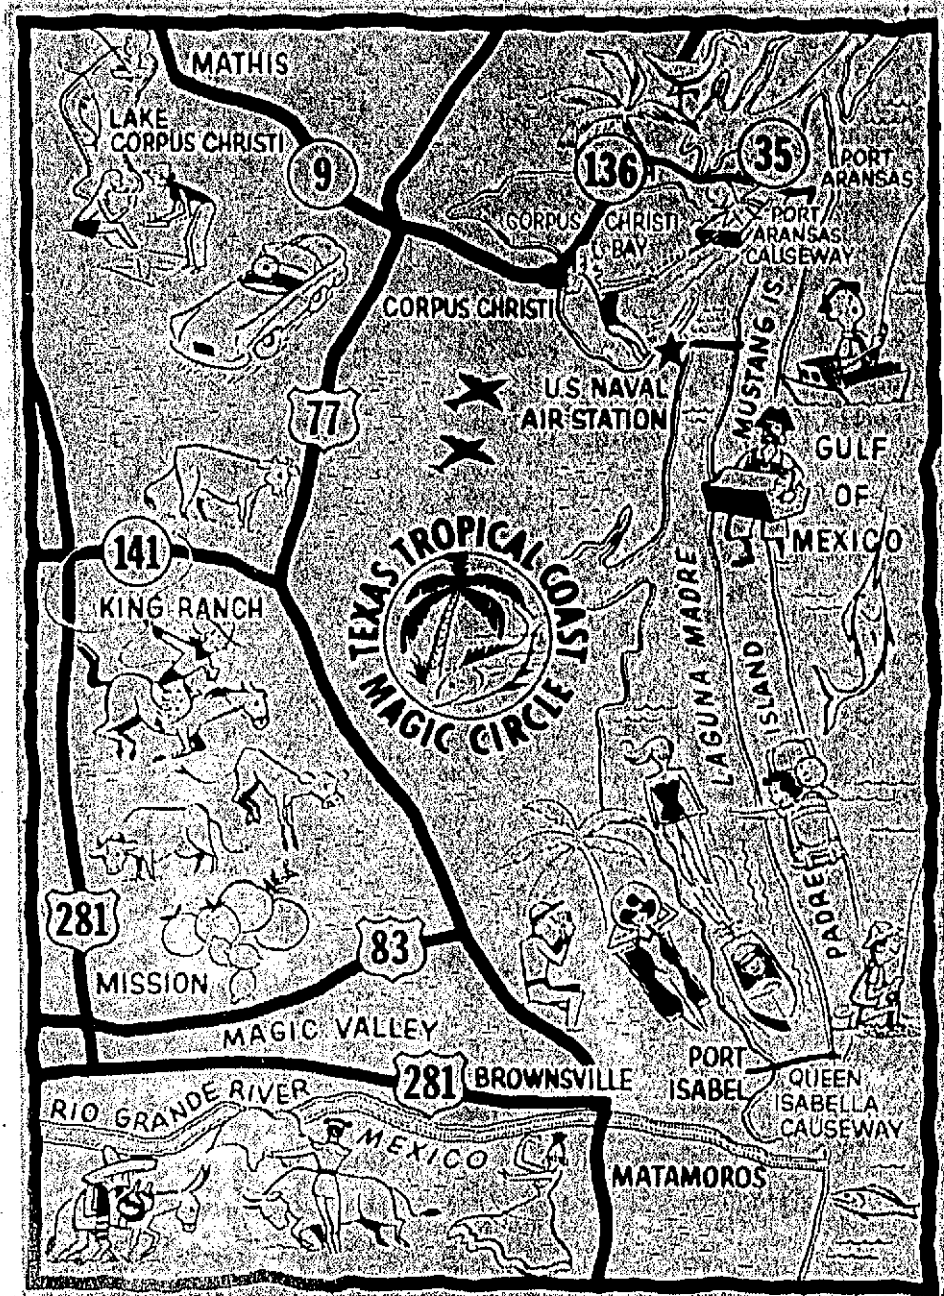 MATHIS
LAKE
CORPUS CHRISTI
9
136
35
PORT
ARANSAS
CORPUS CHRISTI
BAY
PORT
ARANSAS
CAUSEWAY
CORPUS CHRISTI
MUSTANG IS.
77
U.S. NAVAL
AIR STATION
GULF
OF
MEXICO
141
KING RANCH
TEXAS TROPICAL COAST
MAGIC CIRCLE
LAGUNA MADRE
PADRE ISLAND
281
83
MISSION
MAGIC VALLEY
281
BROWNSVILLE
PORT
ISABEL
QUEEN
ISABELLA
CAUSEWAY
RIO GRANDE RIVER
MEXICO
MATAMOROS